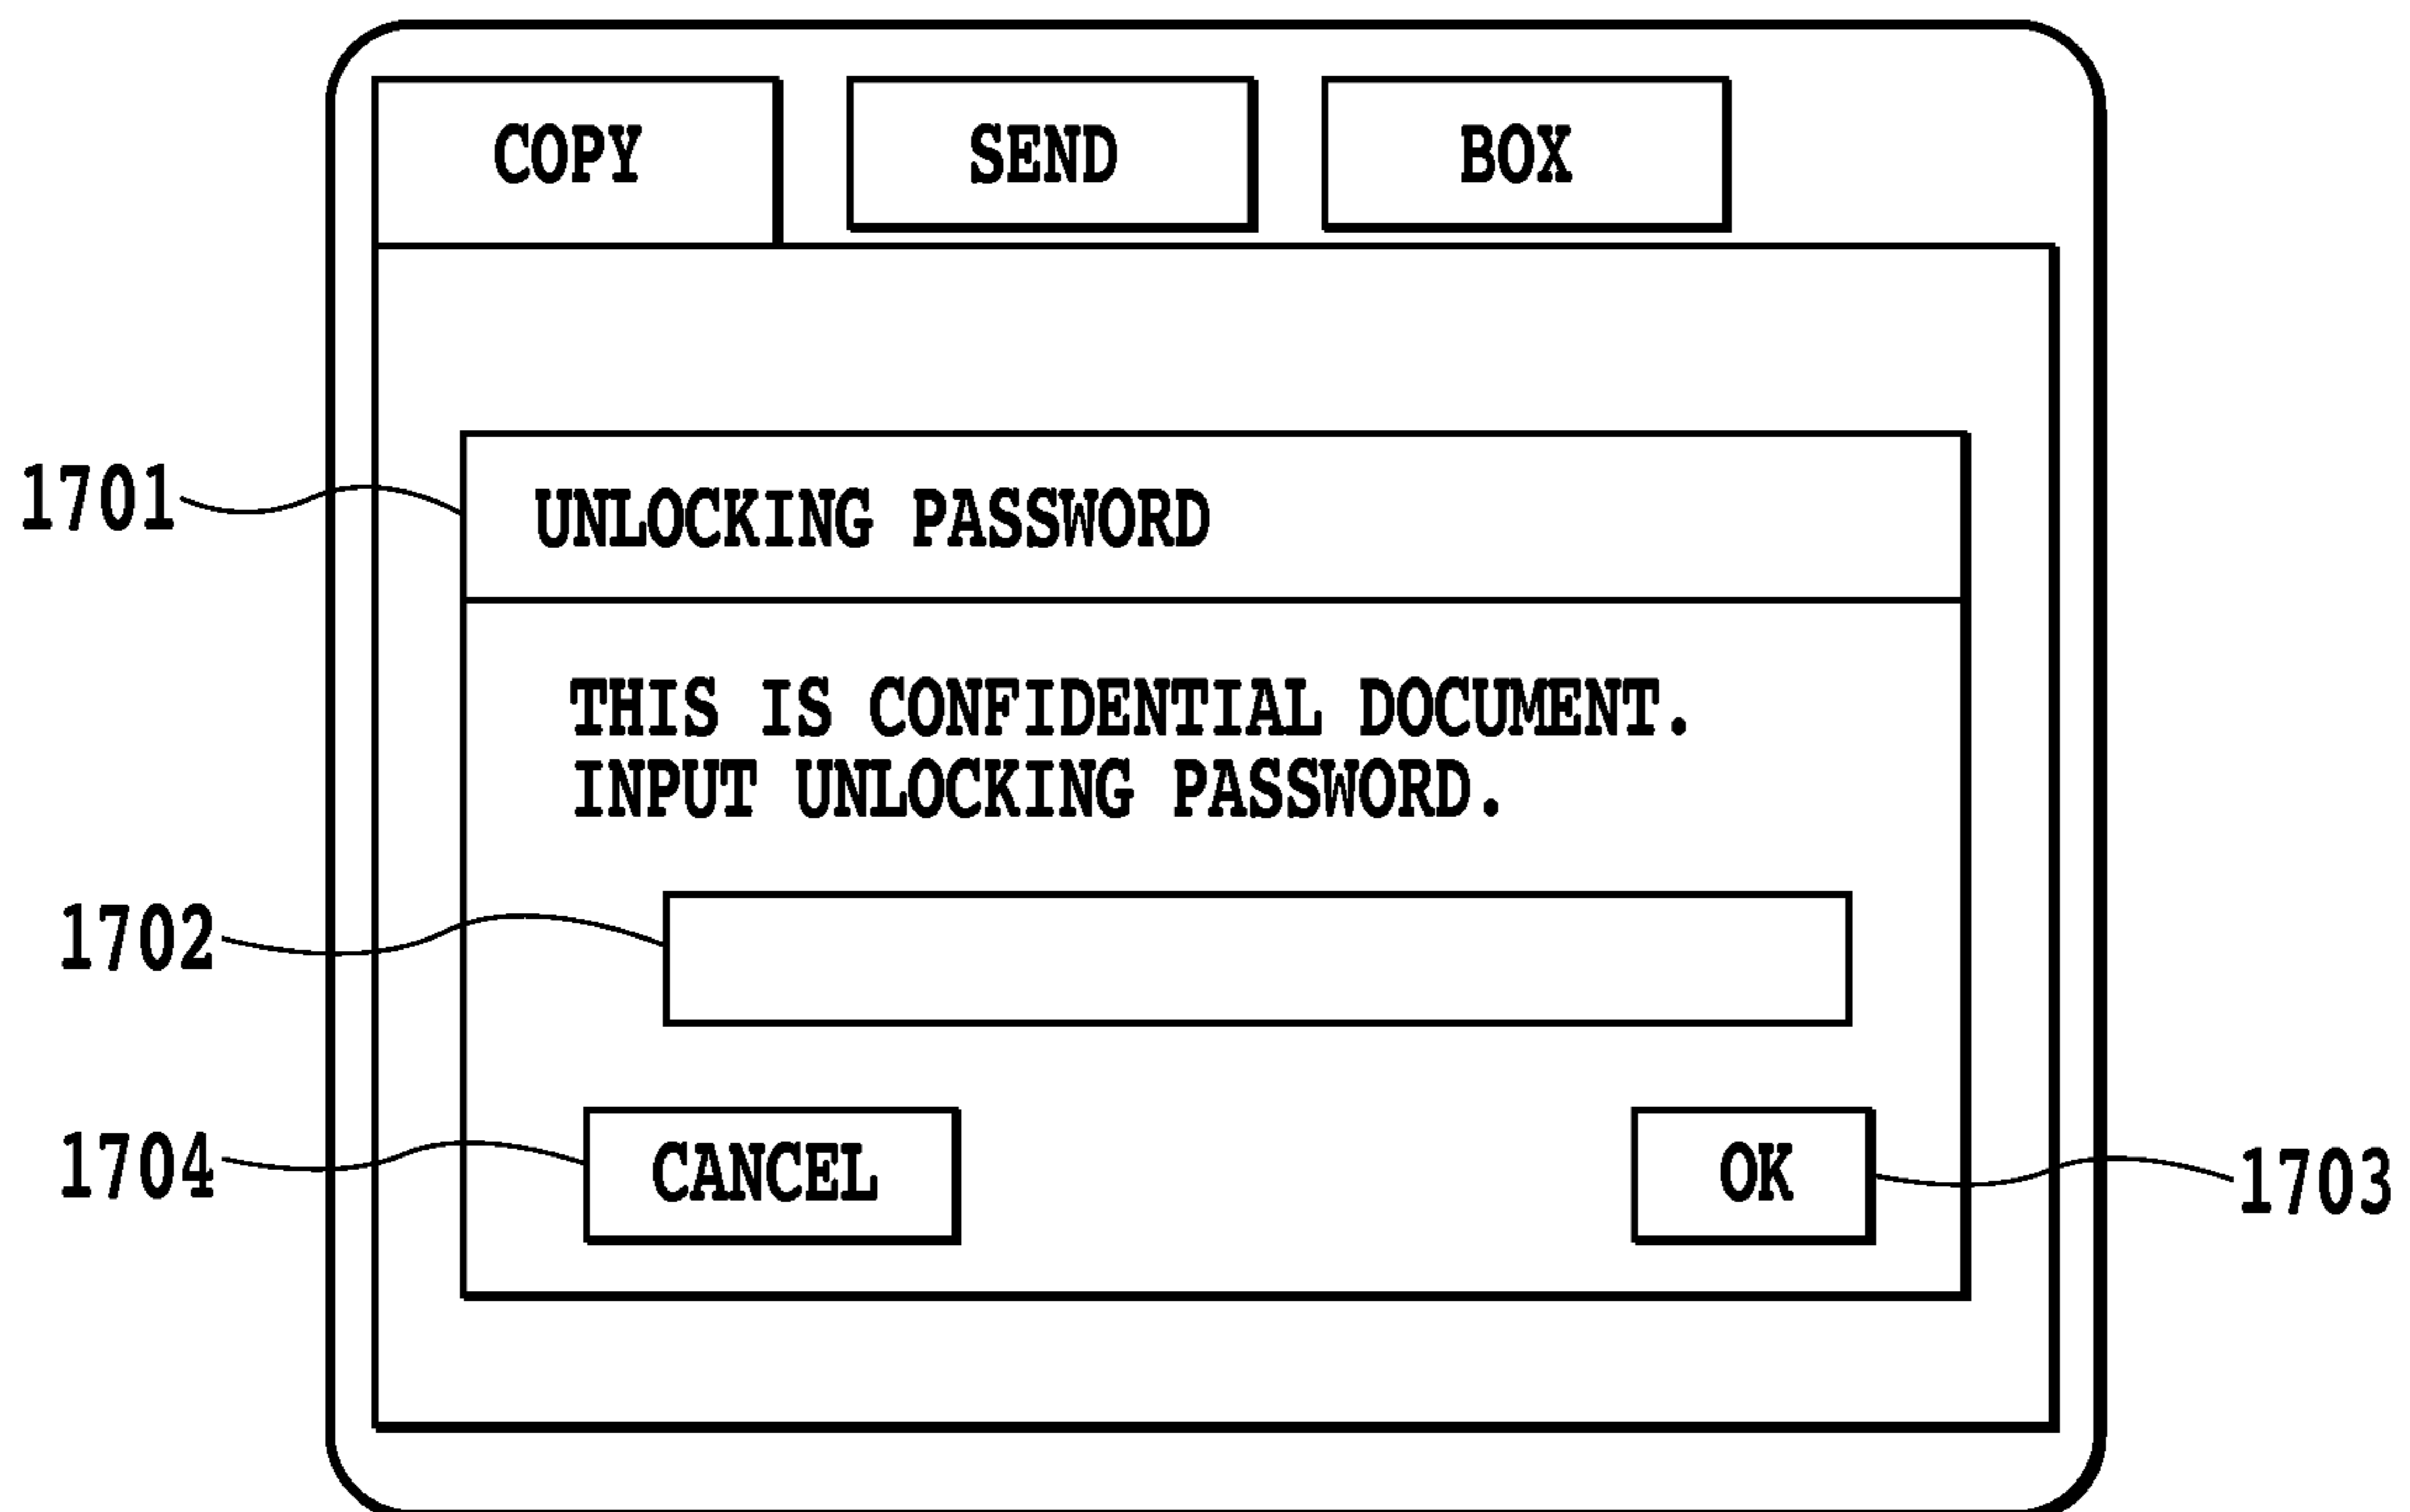 COPY SEND BOX
1701
UNLOCKING PASSWORD
THIS IS CONFIDENTIAL DOCUMENT.
INPUT UNLOCKING PASSWORD.
1702
1704 CANCEL OK 1703